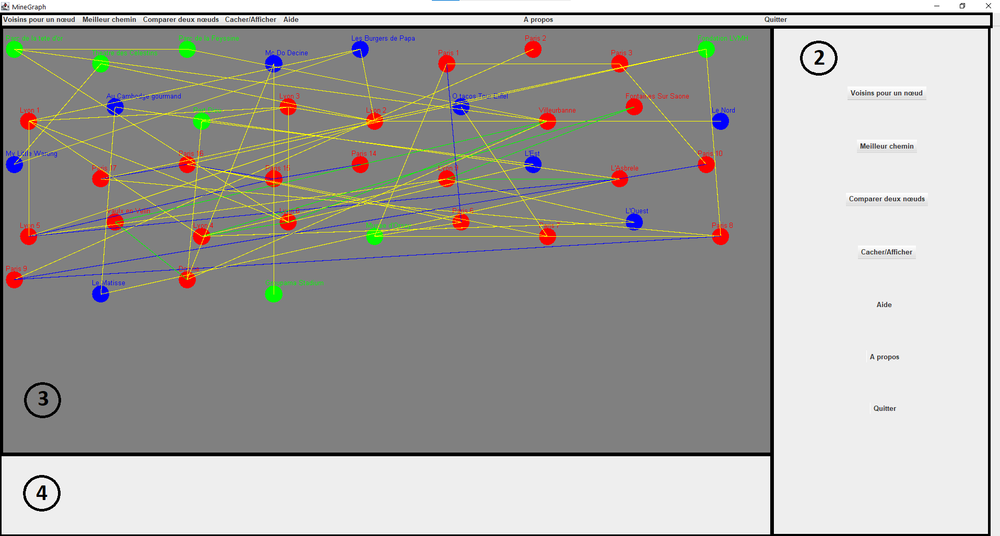 MineGraph
Voisins pour un nœud Meilleur chemin Comparer deux nœuds Cacher/Afficher Aide A propos Quitter
Parc de la tete d'or
Parc de la Feyssine
Les Burgers de Papa
Paris 2
Fondation LVMH
Theatre des Celestins
Mc Do Decine
Paris 1
Paris 3
2
Voisins pour un nœud
Au Cambodge gourmand
Lyon 3
O tacos Tour Eiffel
Fontaines Sur Saone
Lyon 1
Part Dieu
Lyon 2
Villeurbanne
Le Nord
Meilleur chemin
My Little Warung
Paris 16
Paris 14
L'Est
Paris 10
Paris 17
Paris 15
Lyon 9
L'Asbrele
Comparer deux nœuds
Vaulx en Velin
Paris 6
L'Ouest
Lyon 5
Lyon 4
Musee d'Orsay
Paris 7
Paris 8
Cacher/Afficher
Paris 9
Decine
Le Matisse
Groupama Stadium
Aide
A propos
3
Quitter
4